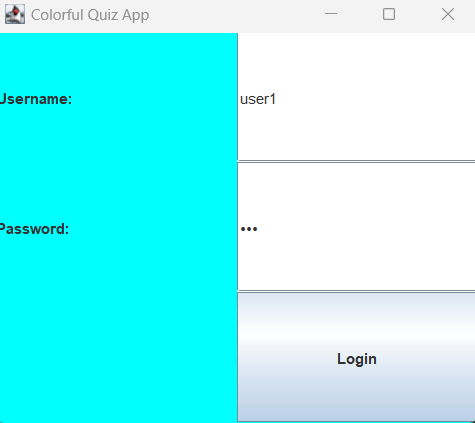 Colorful Quiz App
Username:
user1
Password:
•••
Login